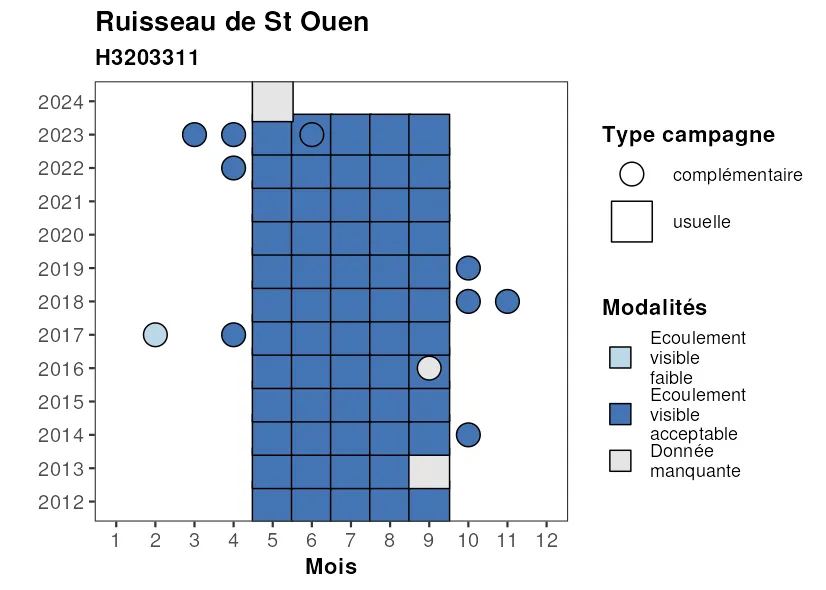 Ruisseau de St Ouen
H3203311
2024
2023
2022
2021
2020
2019
2018
2017
2016
2015
2014
2013
2012
1 2 3 4 5 6 7 8 9 10 11 12
Mois
Type campagne
complémentaire
usuelle
Modalités
Ecoulement
visible
faible
Ecoulement
visible
acceptable
Donnée
manquante